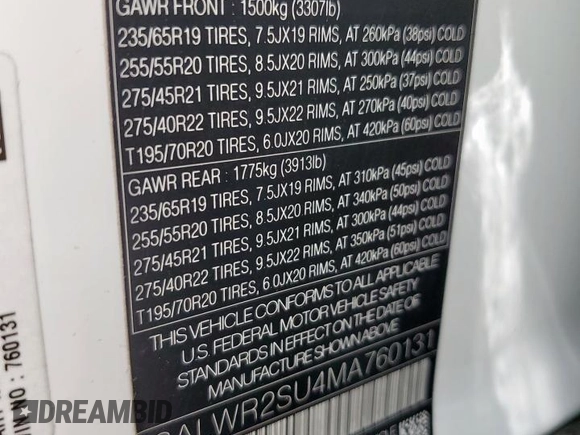 GAWR FRONT : 1500kg (3307lb)
235/65R19 TIRES, 7.5JX19 RIMS, AT 260kPa (38psi) COLD
255/55R20 TIRES, 8.5JX20 RIMS, AT 300kPa (44psi) COLD
275/45R21 TIRES, 9.5JX21 RIMS, AT 250kPa (37psi) COLD
275/40R22 TIRES, 9.5JX22 RIMS, AT 270kPa (40psi) COLD
T195/70R20 TIRES, 6.0JX20 RIMS, AT 420kPa (60psi) COLD
GAWR REAR : 1775kg (3913lb)
235/65R19 TIRES, 7.5JX19 RIMS, AT 310kPa (45psi) COLD
255/55R20 TIRES, 8.5JX20 RIMS, AT 340kPa (50psi) COLD
275/45R21 TIRES, 9.5JX21 RIMS, AT 300kPa (44psi) COLD
275/40R22 TIRES, 9.5JX22 RIMS, AT 350kPa (51psi) COLD
T195/70R20 TIRES, 6.0JX20 RIMS, AT 420kPa (60psi) COLD
THIS VEHICLE CONFORMS TO ALL APPLICABLE
U.S. FEDERAL MOTOR VEHICLE SAFETY
STANDARDS IN EFFECT ON THE DATE OF
MANUFACTURE SHOWN ABOVE
SALWR2SU4MA760131
NO : 760131
DREAMBID
dreambid.com